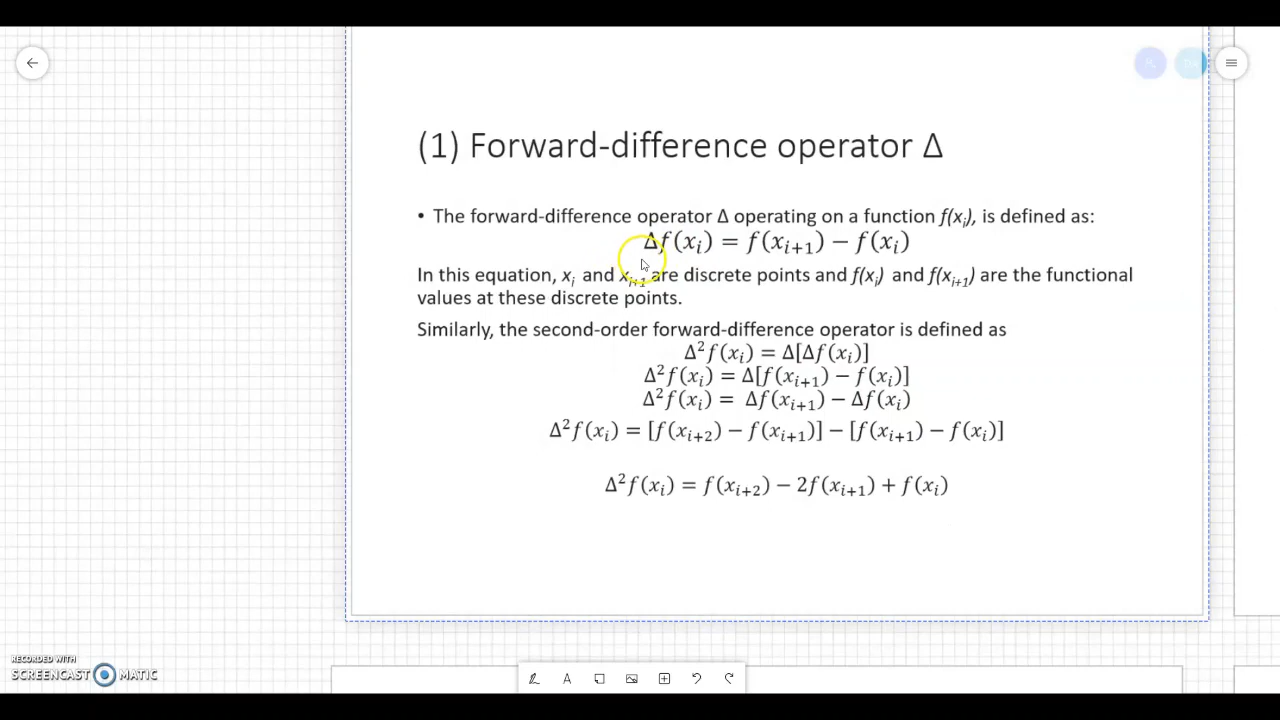 (1) Forward-difference operator Δ
• The forward-difference operator Δ operating on a function f(xᵢ), is defined as:
Δf(xᵢ) = f(xᵢ₊₁) − f(xᵢ)
In this equation, xᵢ and xᵢ₊₁ are discrete points and f(xᵢ) and f(xᵢ₊₁) are the functional
values at these discrete points.
Similarly, the second-order forward-difference operator is defined as
Δ²f(xᵢ) = Δ[Δf(xᵢ)]
Δ²f(xᵢ) = Δ[f(xᵢ₊₁) − f(xᵢ)]
Δ²f(xᵢ) = Δf(xᵢ₊₁) − Δf(xᵢ)
Δ²f(xᵢ) = [f(xᵢ₊₂) − f(xᵢ₊₁)] − [f(xᵢ₊₁) − f(xᵢ)]
Δ²f(xᵢ) = f(xᵢ₊₂) − 2f(xᵢ₊₁) + f(xᵢ)
RECORDED WITH
SCREENCAST MATIC
A